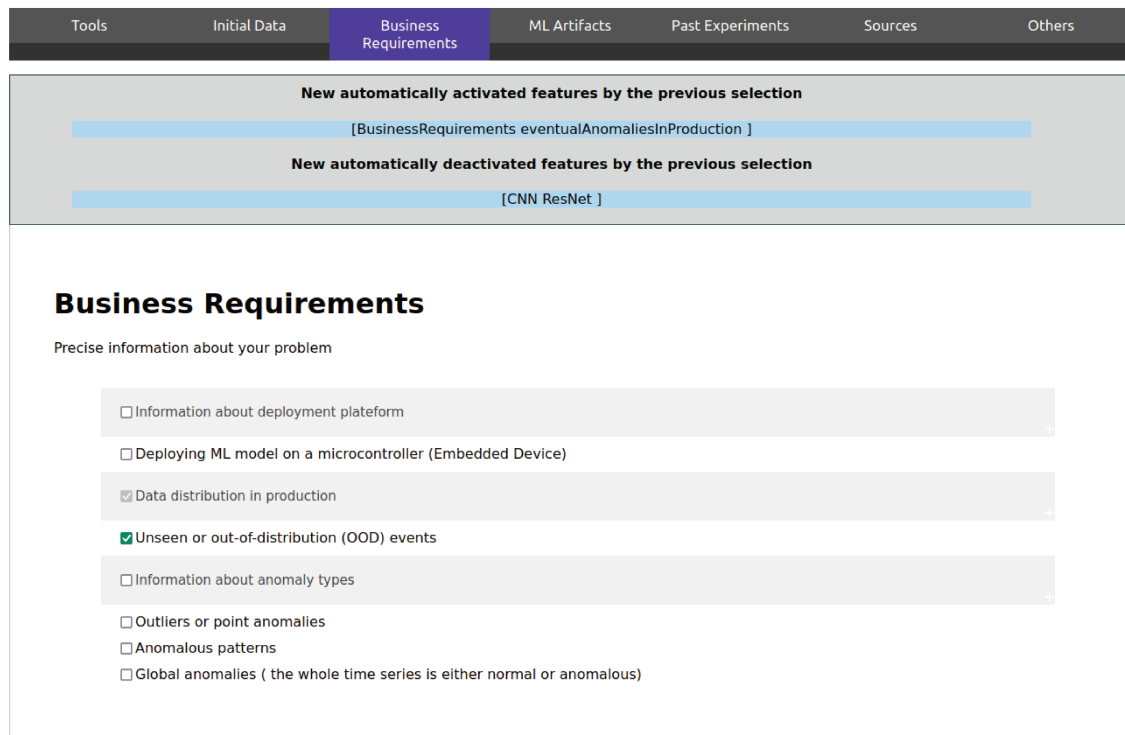 Tools
Initial Data
Business
Requirements
ML Artifacts
Past Experiments
Sources
Others
New automatically activated features by the previous selection
[BusinessRequirements eventualAnomaliesInProduction ]
New automatically deactivated features by the previous selection
[CNN ResNet ]
Business Requirements
Precise information about your problem
Information about deployment plateform
+
Deploying ML model on a microcontroller (Embedded Device)
Data distribution in production
+
Unseen or out-of-distribution (OOD) events
Information about anomaly types
+
Outliers or point anomalies
Anomalous patterns
Global anomalies ( the whole time series is either normal or anomalous)